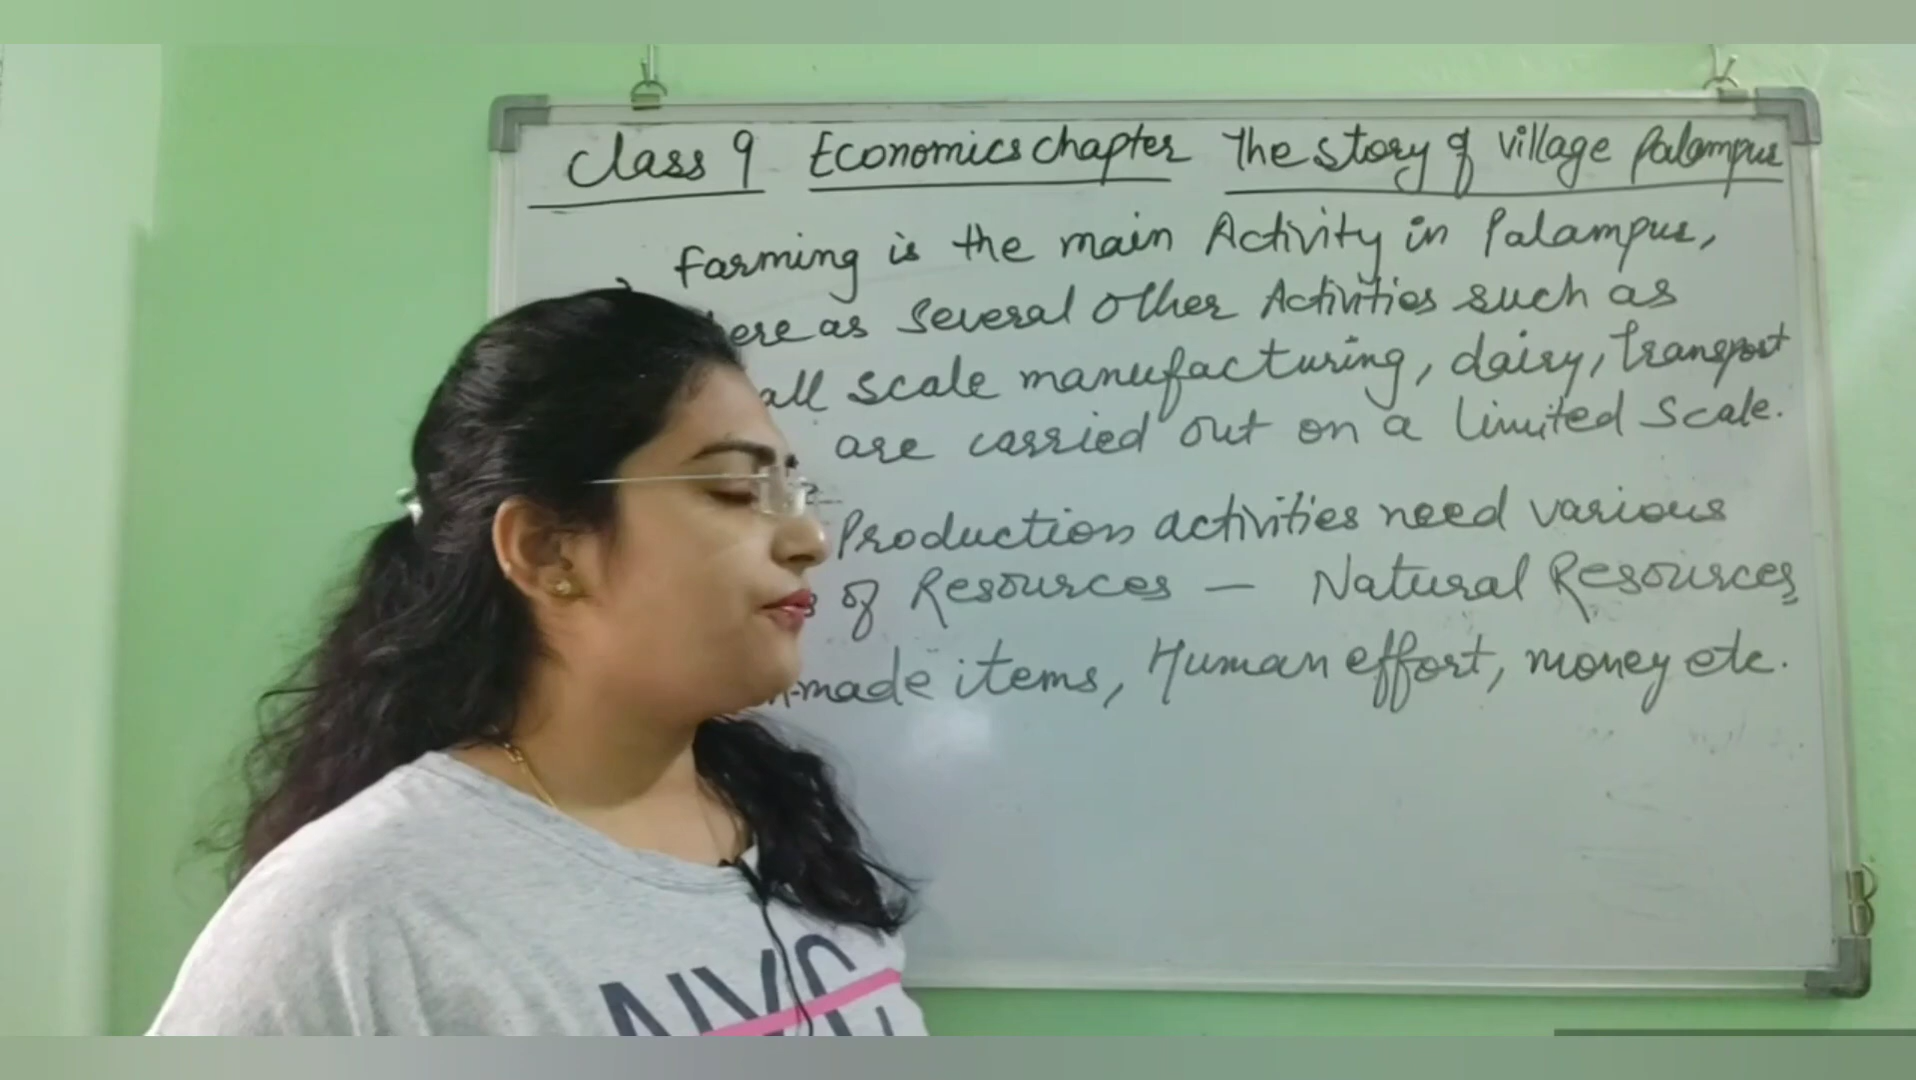 Class 9 Economics chapter The story of village Palampur
farming is the main Activity in Palampur,
ere as several other Activities such as
all scale manufacturing, dairy, transport
are carried out on a limited scale.
Production activities need various
of Resources — Natural Resources
-made items, Human effort, money etc.
NYC